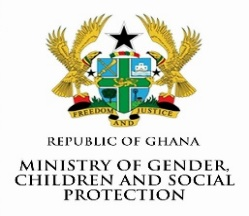 FREEDOM AND JUSTICE
REPUBLIC OF GHANA
MINISTRY OF GENDER,
CHILDREN AND SOCIAL
PROTECTION